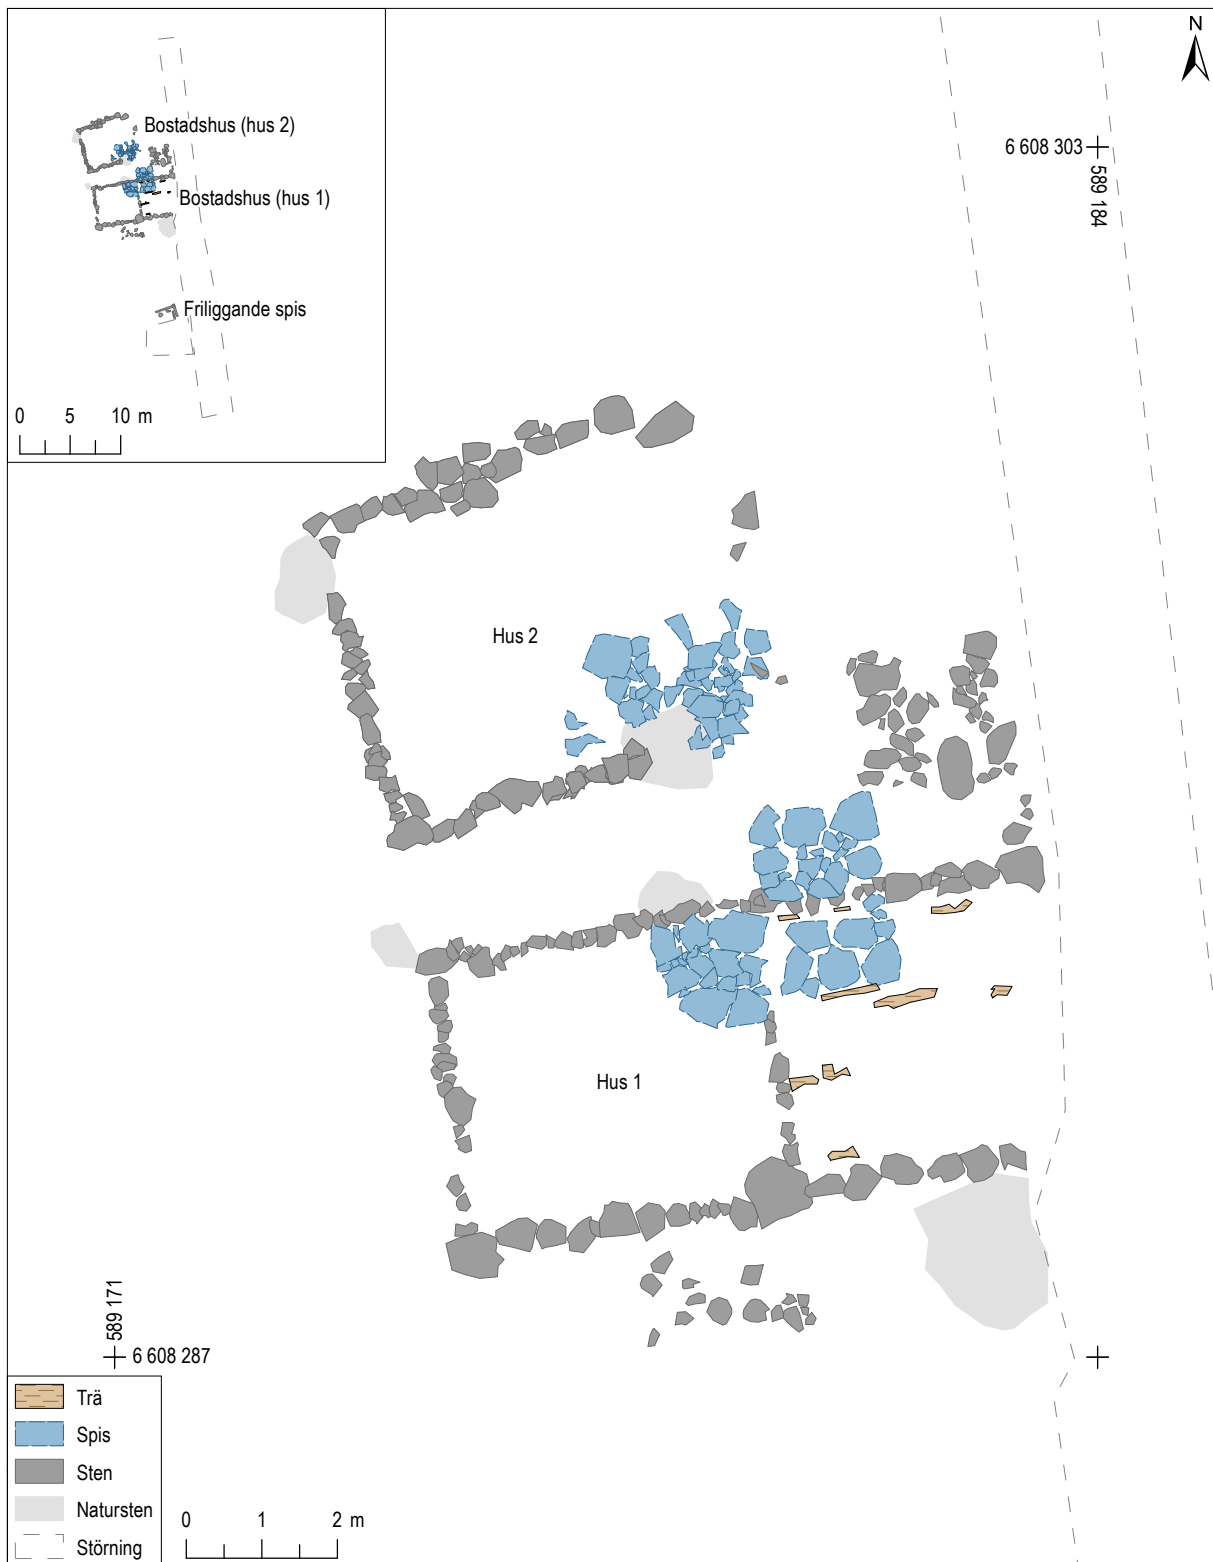 Bostadshus (hus 2)
Bostadshus (hus 1)
Friliggande spis
0 5 10 m
N
6 608 303
589 184
Hus 2
Hus 1
589 171
6 608 287
Trä
Spis
Sten
Natursten
Störning
0 1 2 m